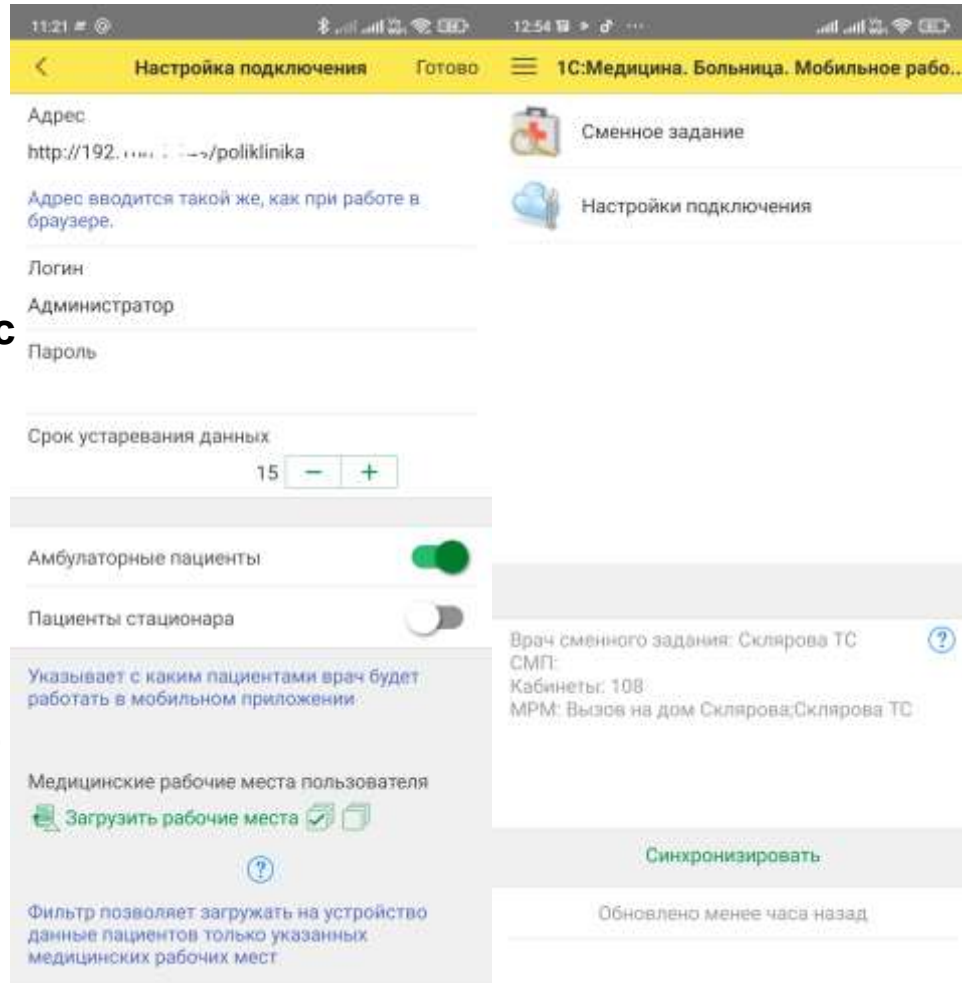 11:21
Настройка подключения
Готово
Адрес
http://192. /poliklinika
Адрес вводится такой же, как при работе в
браузере.
Логин
Администратор
с
Пароль
Срок устаревания данных
15 − +
Амбулаторные пациенты
Пациенты стационара
Указывает с каким пациентами врач будет
работать в мобильном приложении
Медицинские рабочие места пользователя
Загрузить рабочие места
?
Фильтр позволяет загружать на устройство
данные пациентов только указанных
медицинских рабочих мест
12:54
1С:Медицина. Больница. Мобильное рабо..
Сменное задание
Настройки подключения
Врач сменного задания: Склярова ТС
?
СМП:
Кабинеты: 108
МРМ: Вызов на дом Склярова;Склярова ТС
Синхронизировать
Обновлено менее часа назад